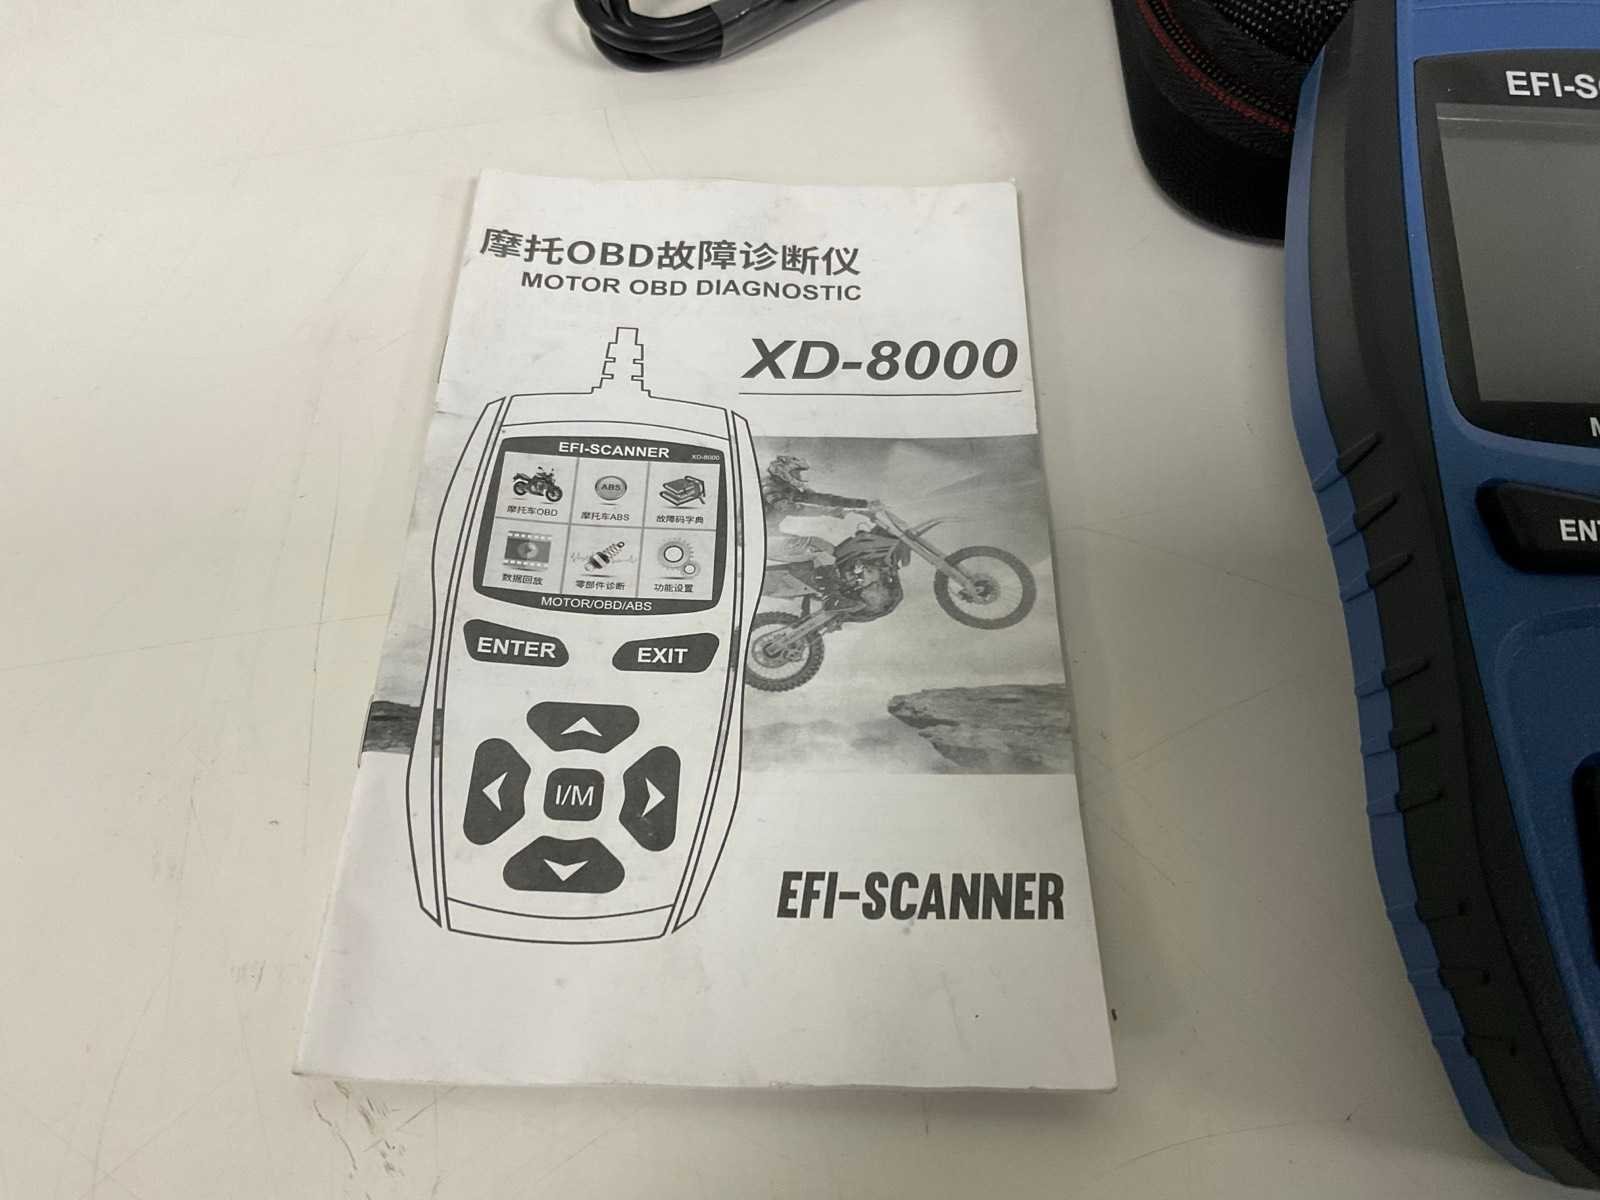 摩托OBD故障诊断仪
MOTOR OBD DIAGNOSTIC
XD-8000
EFI-SCANNER
XD-8000
ABS
摩托车OBD
摩托车ABS
故障码字典
数据回放
零部件诊断
功能设置
MOTOR/OBD/ABS
ENTER
EXIT
I/M
EFI-SCANNER
EFI-S
M
EN